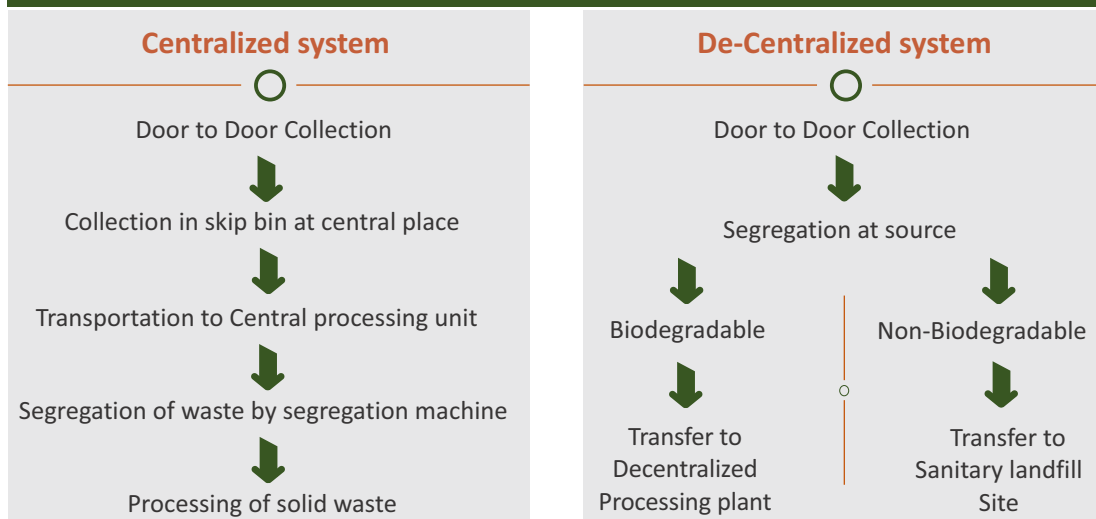 Centralized system
Door to Door Collection
Collection in skip bin at central place
Transportation to Central processing unit
Segregation of waste by segregation machine
Processing of solid waste
De-Centralized system
Door to Door Collection
Segregation at source
Biodegradable
Transfer to
Decentralized
Processing plant
Non-Biodegradable
Transfer to
Sanitary landfill
Site